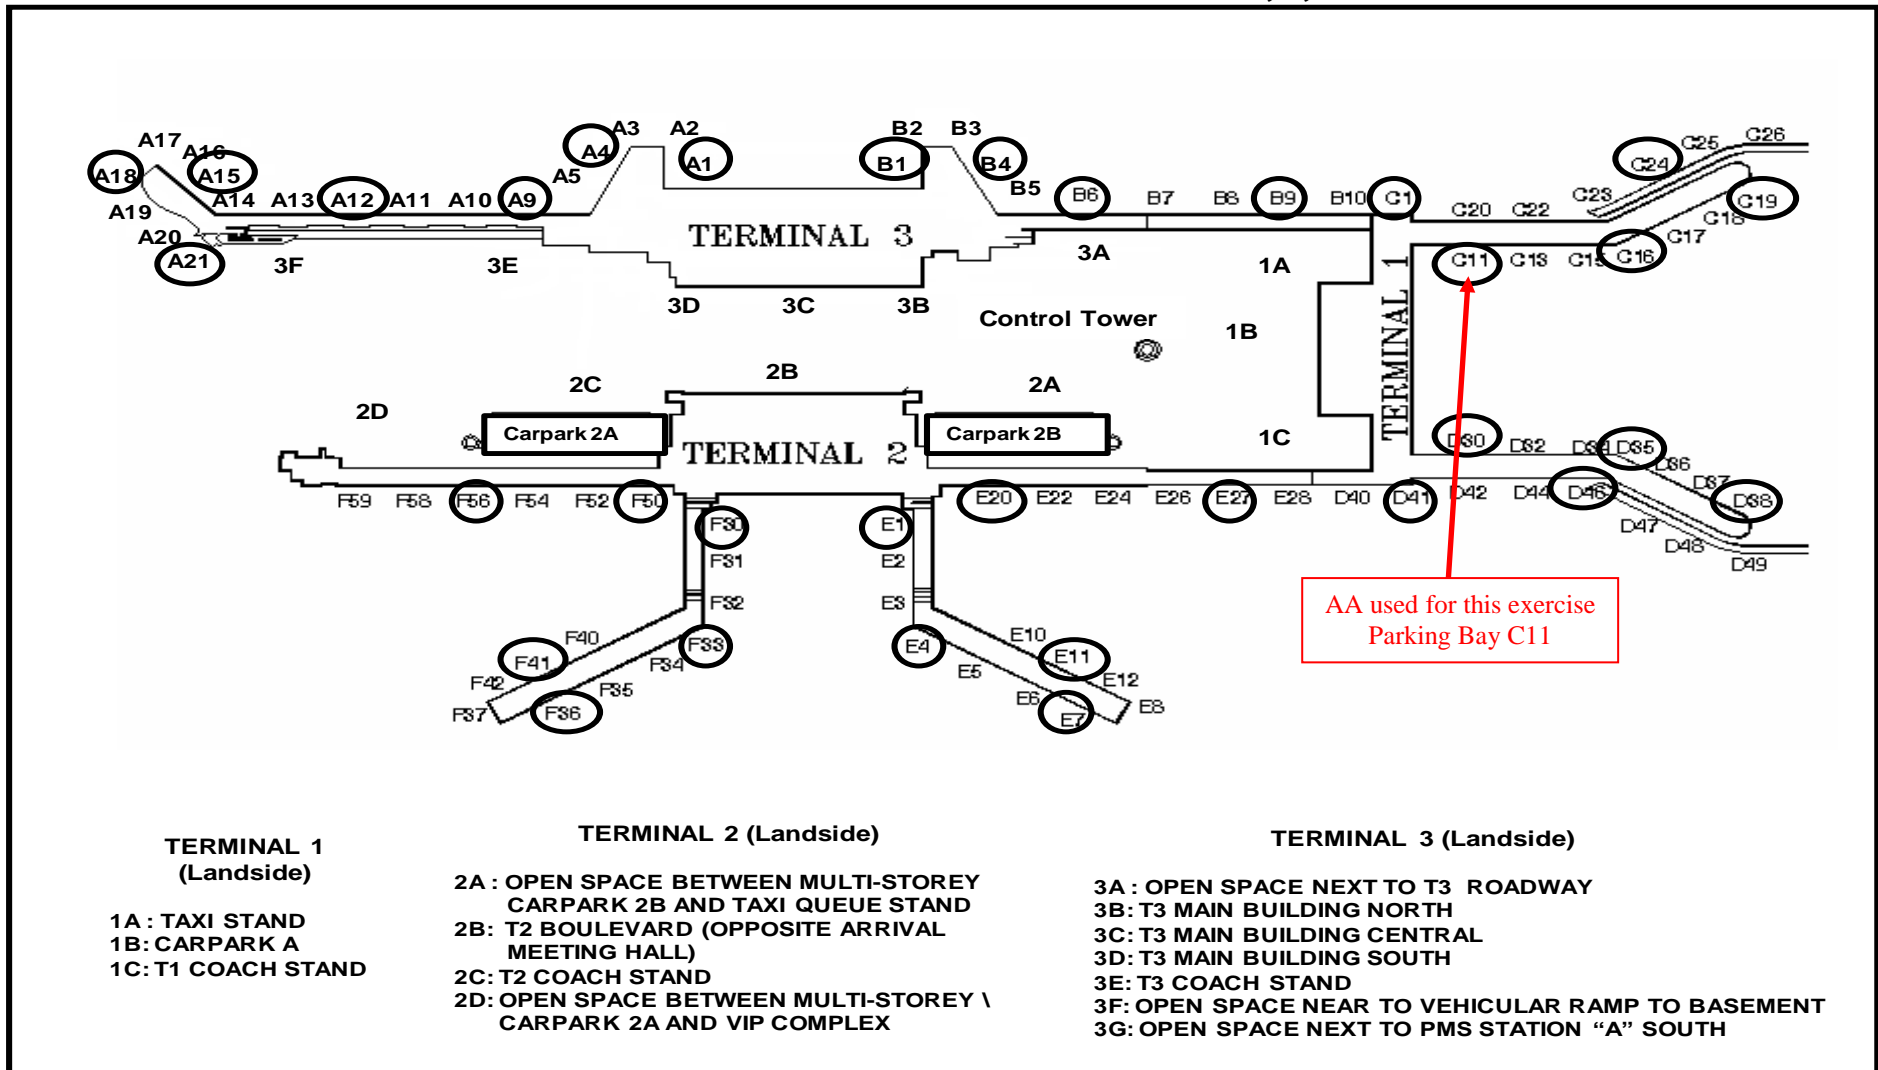 A17
A16
A18
A15
A19
A14
A13
A12
A11
A10
A9
A20
A21
A5
A4
A3
A2
A1
B2
B3
B1
B4
B5
B6
B7
B8
B9
B10
C1
C20
C22
C23
C24
C25
C26
C19
C18
C17
C16
C15
C13
C11
TERMINAL 3
3F
3E
3D
3C
3B
3A
1A
1B
1C
Control Tower
TERMINAL 1
2D
2C
2B
2A
Carpark 2A
Carpark 2B
TERMINAL 2
D30
D32
D34
D35
D36
D37
D38
F59
F58
F56
F54
F52
F50
E20
E22
E24
E26
E27
E28
D40
D41
D42
D44
D46
D47
D48
D49
F30
F31
F32
F33
F34
F35
F36
F37
F42
F41
F40
E1
E2
E3
E4
E5
E6
E7
E8
E12
E11
E10
AA used for this exercise
Parking Bay C11
TERMINAL 1
(Landside)
1A : TAXI STAND
1B: CARPARK A
1C: T1 COACH STAND
TERMINAL 2 (Landside)
2A : OPEN SPACE BETWEEN MULTI-STOREY
CARPARK 2B AND TAXI QUEUE STAND
2B: T2 BOULEVARD (OPPOSITE ARRIVAL
MEETING HALL)
2C: T2 COACH STAND
2D: OPEN SPACE BETWEEN MULTI-STOREY \
CARPARK 2A AND VIP COMPLEX
TERMINAL 3 (Landside)
3A : OPEN SPACE NEXT TO T3 ROADWAY
3B: T3 MAIN BUILDING NORTH
3C: T3 MAIN BUILDING CENTRAL
3D: T3 MAIN BUILDING SOUTH
3E: T3 COACH STAND
3F: OPEN SPACE NEAR TO VEHICULAR RAMP TO BASEMENT
3G: OPEN SPACE NEXT TO PMS STATION “A” SOUTH